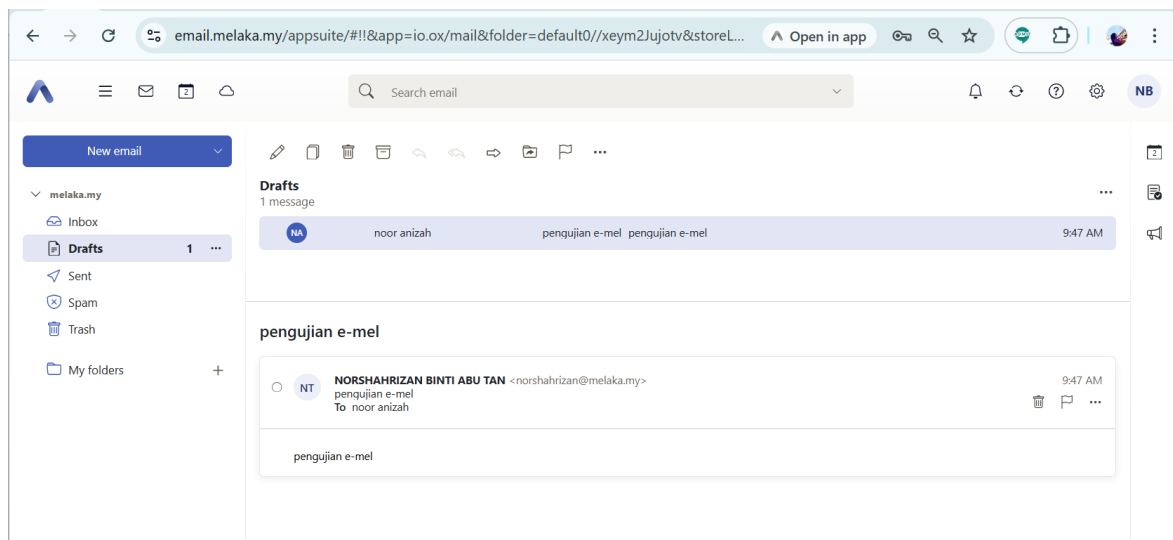 email.melaka.my/appsuite/#!!&app=io.ox/mail&folder=default0//xeym2Jujotv&storeL...
Open in app
2
Search email
NB
New email
2
melaka.my
Inbox
Drafts 1
Sent
Spam
Trash
My folders
Drafts
1 message
NA noor anizah pengujian e-mel pengujian e-mel 9:47 AM
pengujian e-mel
NT NORSHAHRIZAN BINTI ABU TAN <norshahrizan@melaka.my> 9:47 AM
pengujian e-mel
To noor anizah
pengujian e-mel